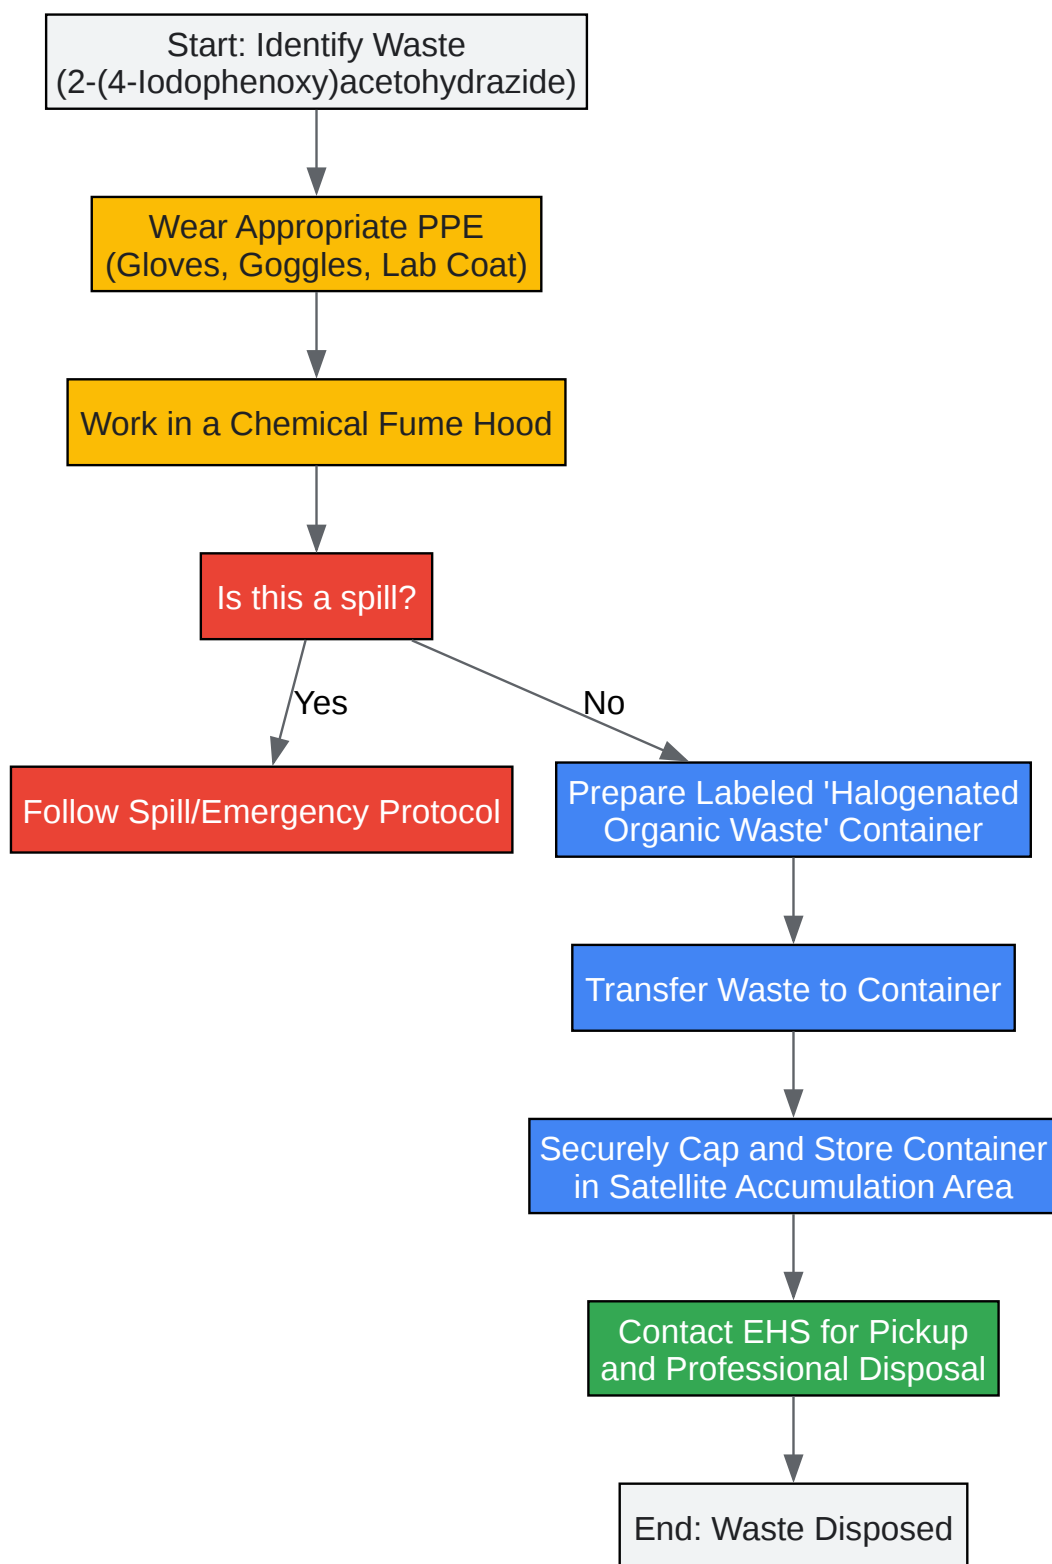 Start: Identify Waste
(2-(4-Iodophenoxy)acetohydrazide)
Wear Appropriate PPE
(Gloves, Goggles, Lab Coat)
Work in a Chemical Fume Hood
Is this a spill?
Yes
No
Follow Spill/Emergency Protocol
Prepare Labeled 'Halogenated
Organic Waste' Container
Transfer Waste to Container
Securely Cap and Store Container
in Satellite Accumulation Area
Contact EHS for Pickup
and Professional Disposal
End: Waste Disposed